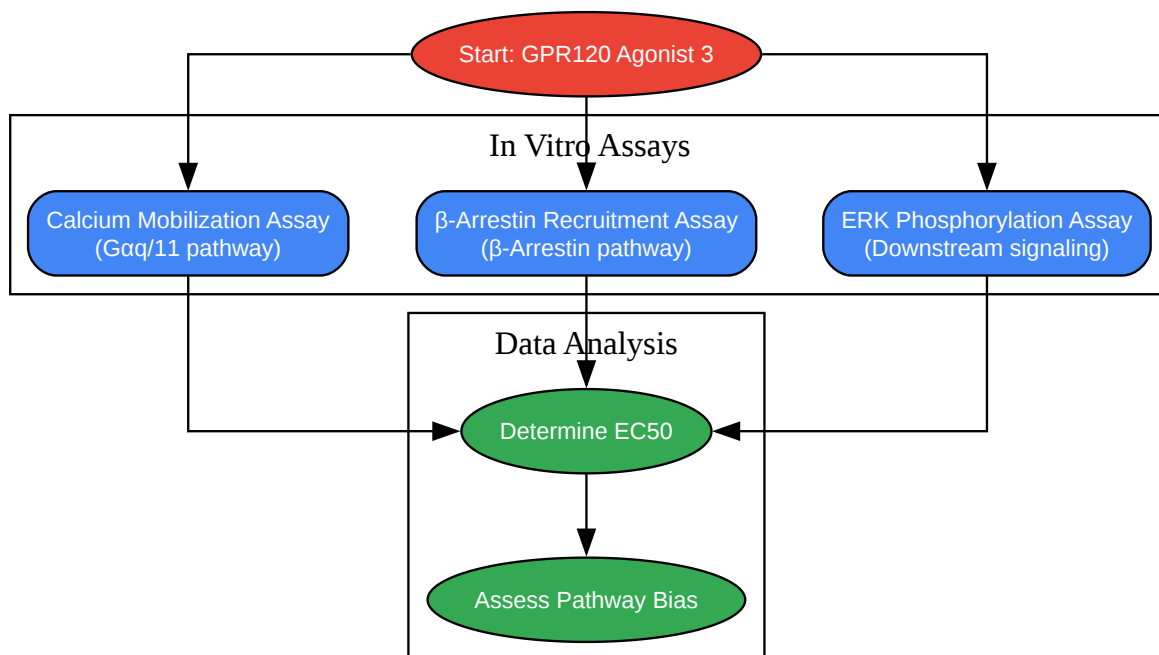 Start: GPR120 Agonist 3
In Vitro Assays
Calcium Mobilization Assay
(Gαq/11 pathway)
β-Arrestin Recruitment Assay
(β-Arrestin pathway)
ERK Phosphorylation Assay
(Downstream signaling)
Data Analysis
Determine EC50
Assess Pathway Bias